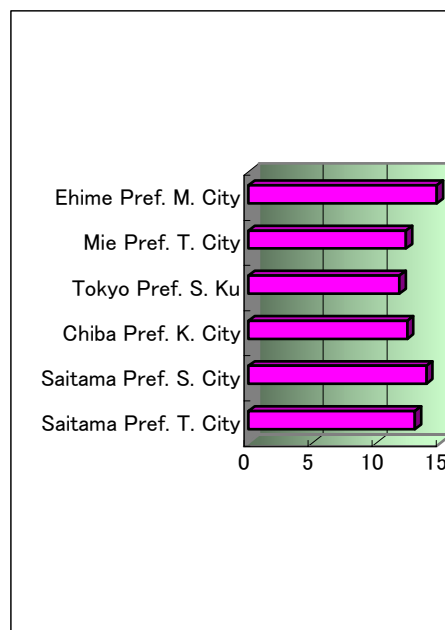 Ehime Pref. M. City
Mie Pref. T. City
Tokyo Pref. S. Ku
Chiba Pref. K. City
Saitama Pref. S. City
Saitama Pref. T. City
0 5 10 15